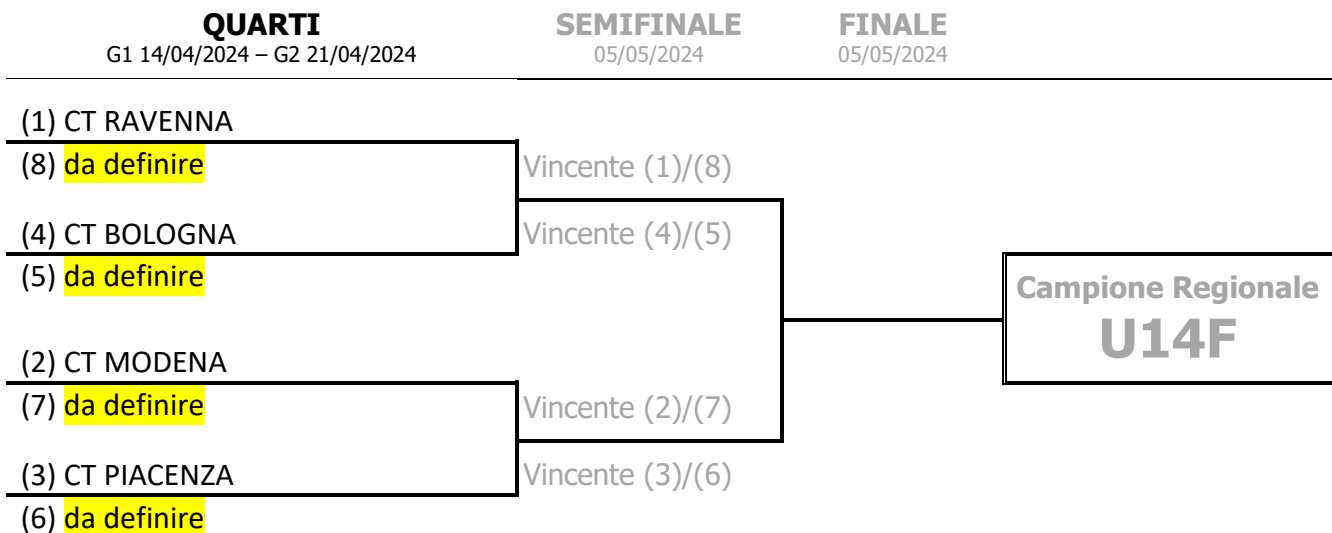 QUARTI
G1 14/04/2024 – G2 21/04/2024
SEMIFINALE
05/05/2024
FINALE
05/05/2024
(1) CT RAVENNA
(8) da definire
Vincente (1)/(8)
(4) CT BOLOGNA
Vincente (4)/(5)
(5) da definire
Campione Regionale
U14F
(2) CT MODENA
(7) da definire
Vincente (2)/(7)
(3) CT PIACENZA
Vincente (3)/(6)
(6) da definire